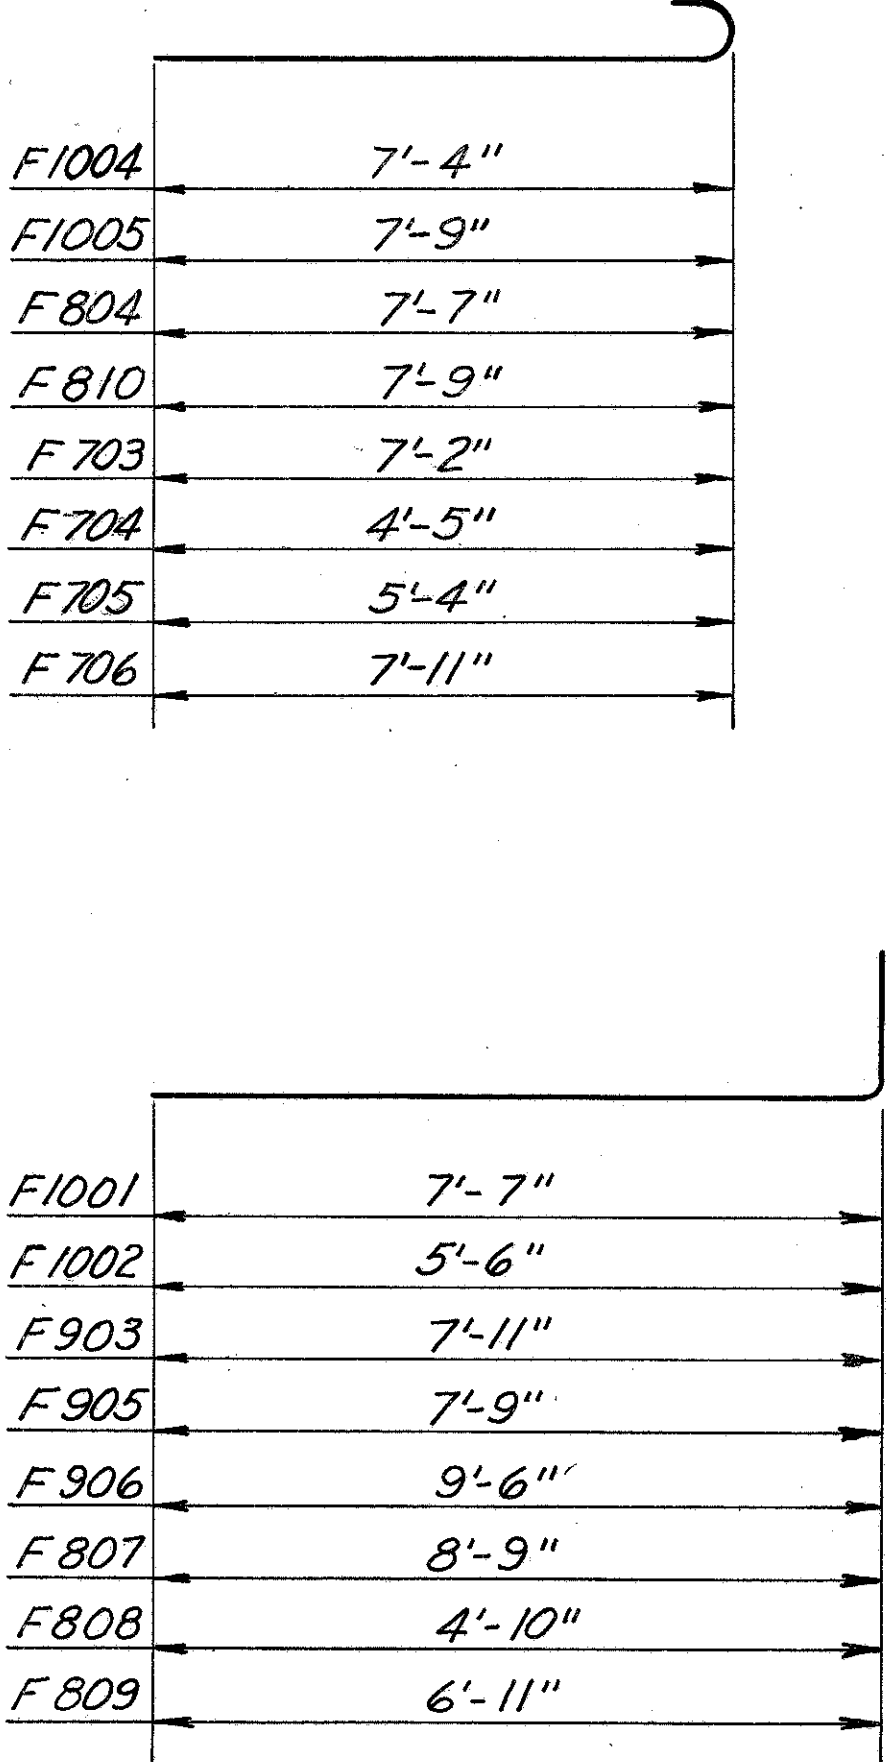 F1004 7'-4"
F1005 7'-9"
F804 7'-7"
F810 7'-9"
F703 7'-2"
F704 4'-5"
F705 5'-4"
F706 7'-11"
F1001 7'-7"
F1002 5'-6"
F903 7'-11"
F905 7'-9"
F906 9'-6"
F807 8'-9"
F808 4'-10"
F809 6'-11"